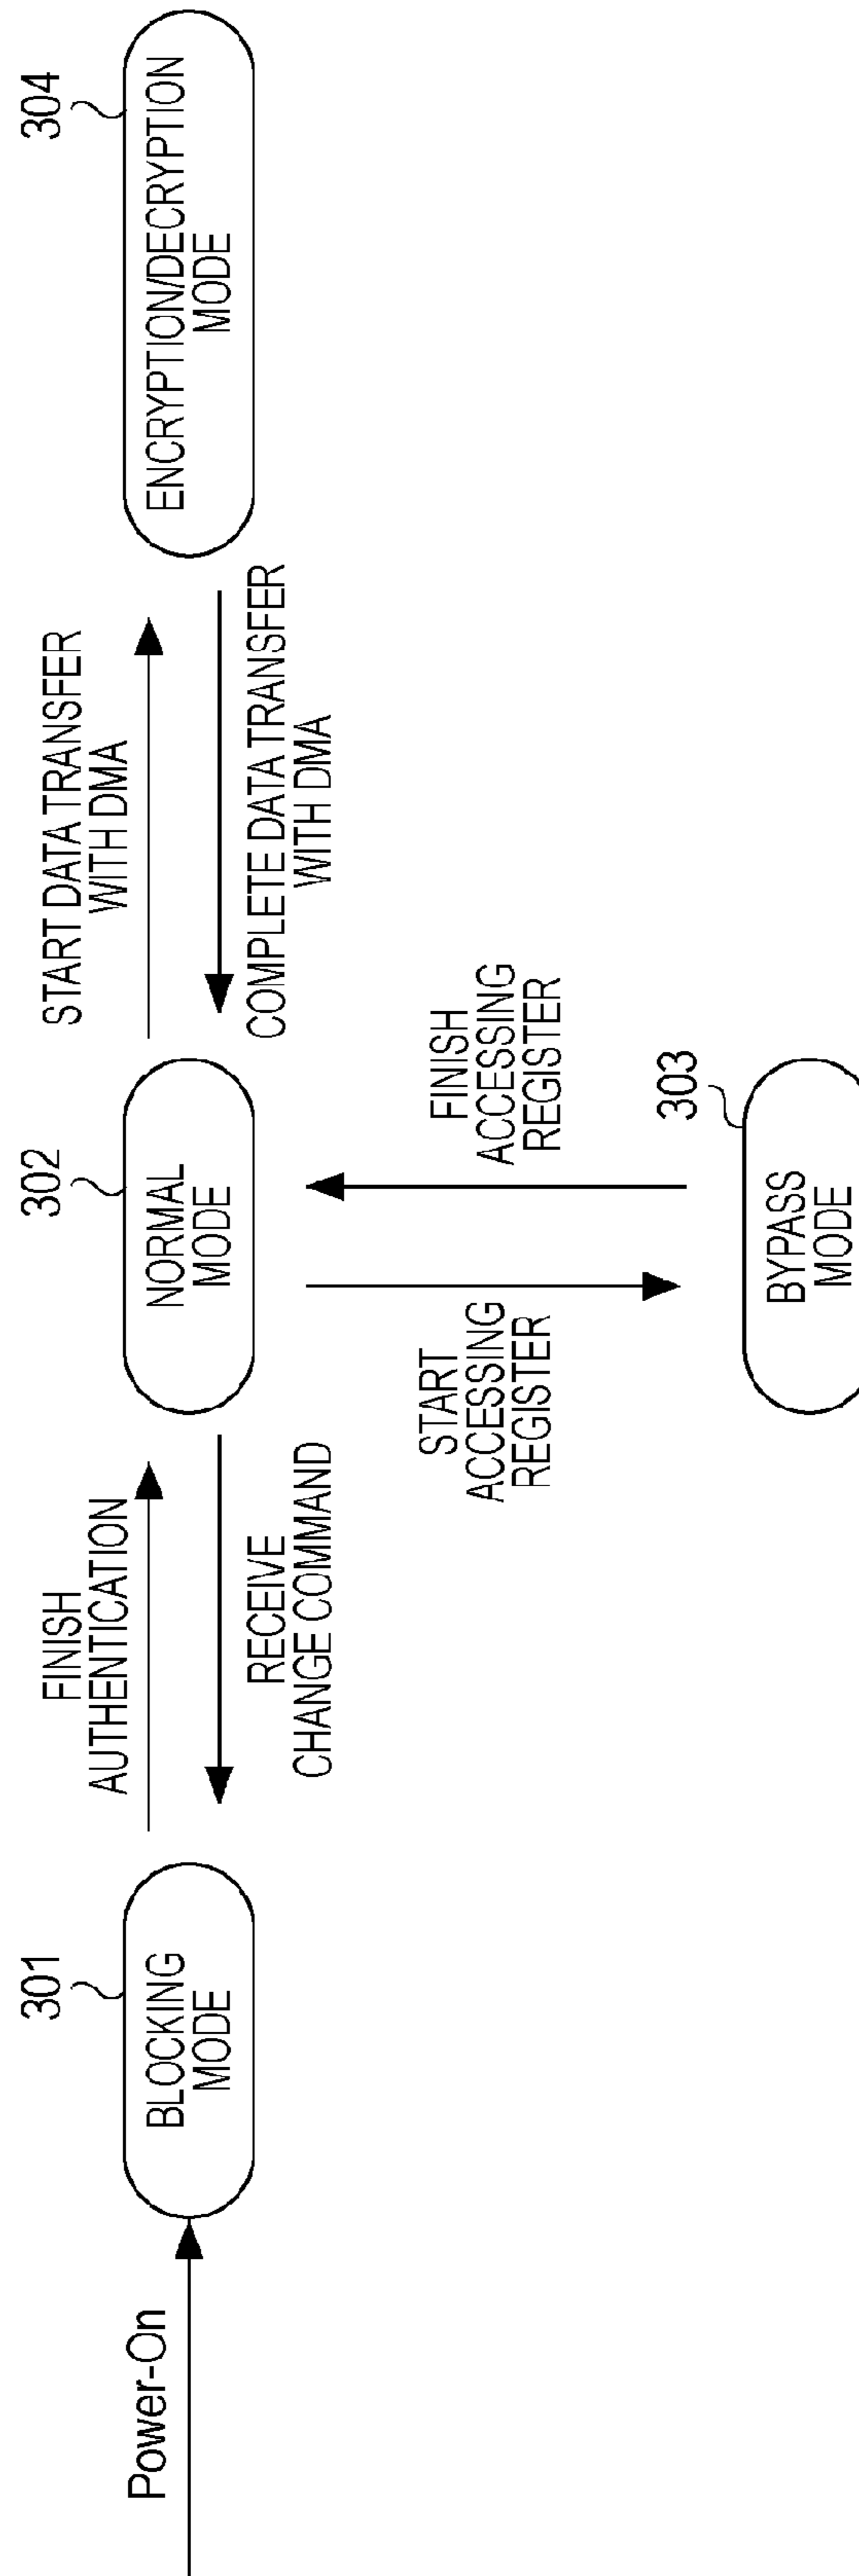 Power-On
301
BLOCKING
MODE
FINISH
AUTHENTICATION
RECEIVE
CHANGE COMMAND
302
NORMAL
MODE
START DATA TRANSFER
WITH DMA
COMPLETE DATA TRANSFER
WITH DMA
304
ENCRYPTION/DECRYPTION
MODE
START
ACCESSING
REGISTER
FINISH
ACCESSING
REGISTER
303
BYPASS
MODE